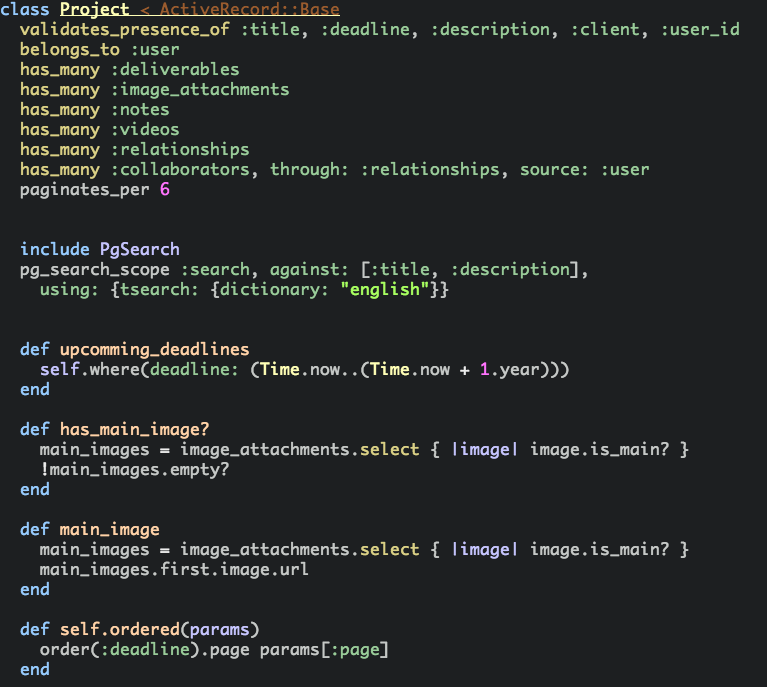 class Project < ActiveRecord::Base
  validates_presence_of :title, :deadline, :description, :client, :user_id
  belongs_to :user
  has_many :deliverables
  has_many :image_attachments
  has_many :notes
  has_many :videos
  has_many :relationships
  has_many :collaborators, through: :relationships, source: :user
  paginates_per 6
  include PgSearch
  pg_search_scope :search, against: [:title, :description],
    using: {tsearch: {dictionary: "english"}}
  def upcomming_deadlines
    self.where(deadline: (Time.now..(Time.now + 1.year)))
  end
  def has_main_image?
    main_images = image_attachments.select { |image| image.is_main? }
    !main_images.empty?
  end
  def main_image
    main_images = image_attachments.select { |image| image.is_main? }
    main_images.first.image.url
  end
  def self.ordered(params)
    order(:deadline).page params[:page]
  end